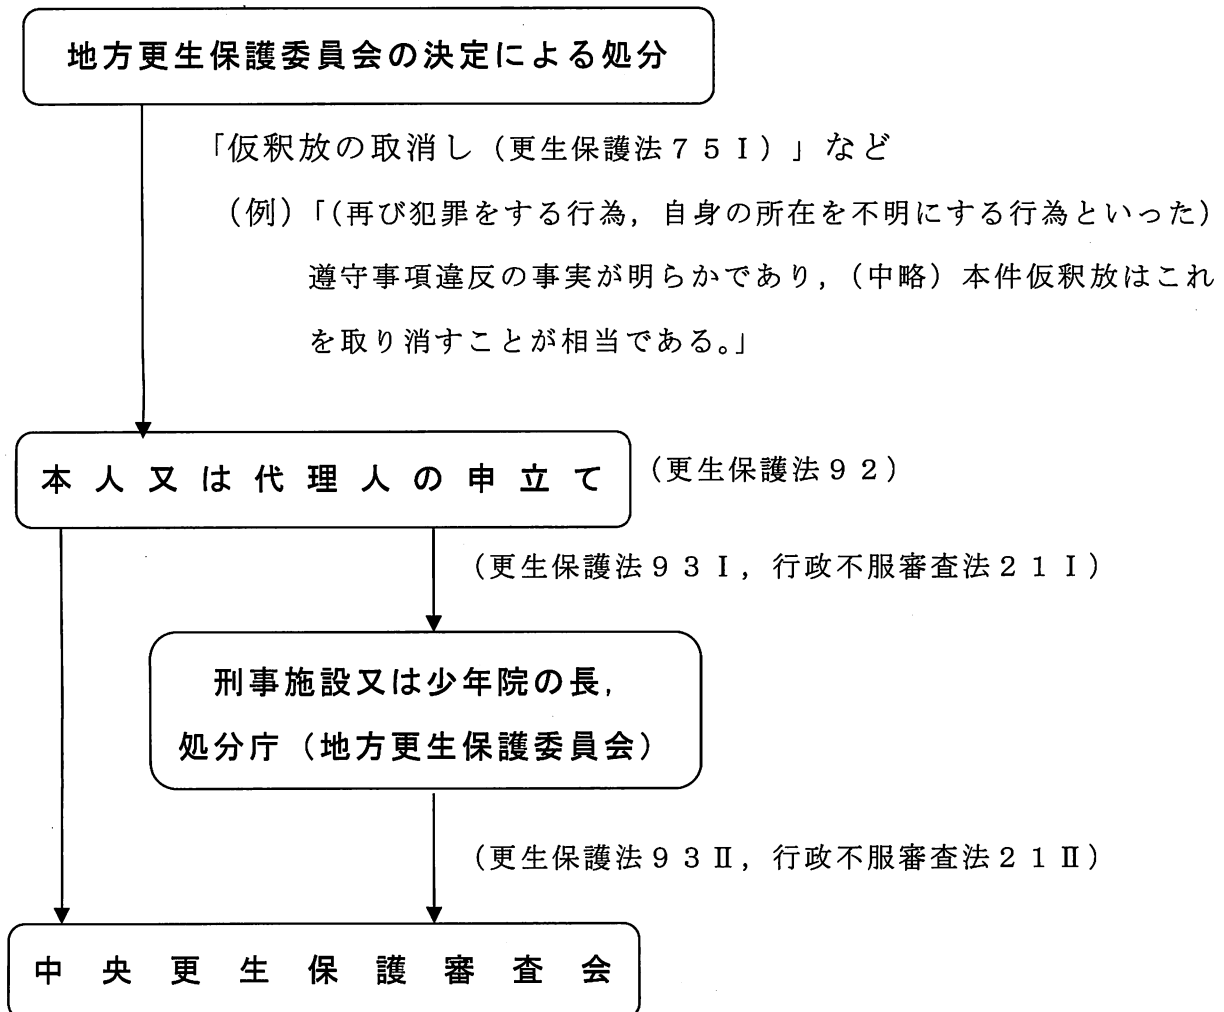 地方更生保護委員会の決定による処分
「仮釈放の取消し（更生保護法７５Ⅰ）」など
（例）「（再び犯罪をする行為，自身の所在を不明にする行為といった）
遵守事項違反の事実が明らかであり，（中略）本件仮釈放はこれ
を取り消すことが相当である。」
本人又は代理人の申立て
（更生保護法９２）
（更生保護法９３Ⅰ，行政不服審査法２１Ⅰ）
刑事施設又は少年院の長，
処分庁（地方更生保護委員会）
（更生保護法９３Ⅱ，行政不服審査法２１Ⅱ）
中央更生保護審査会